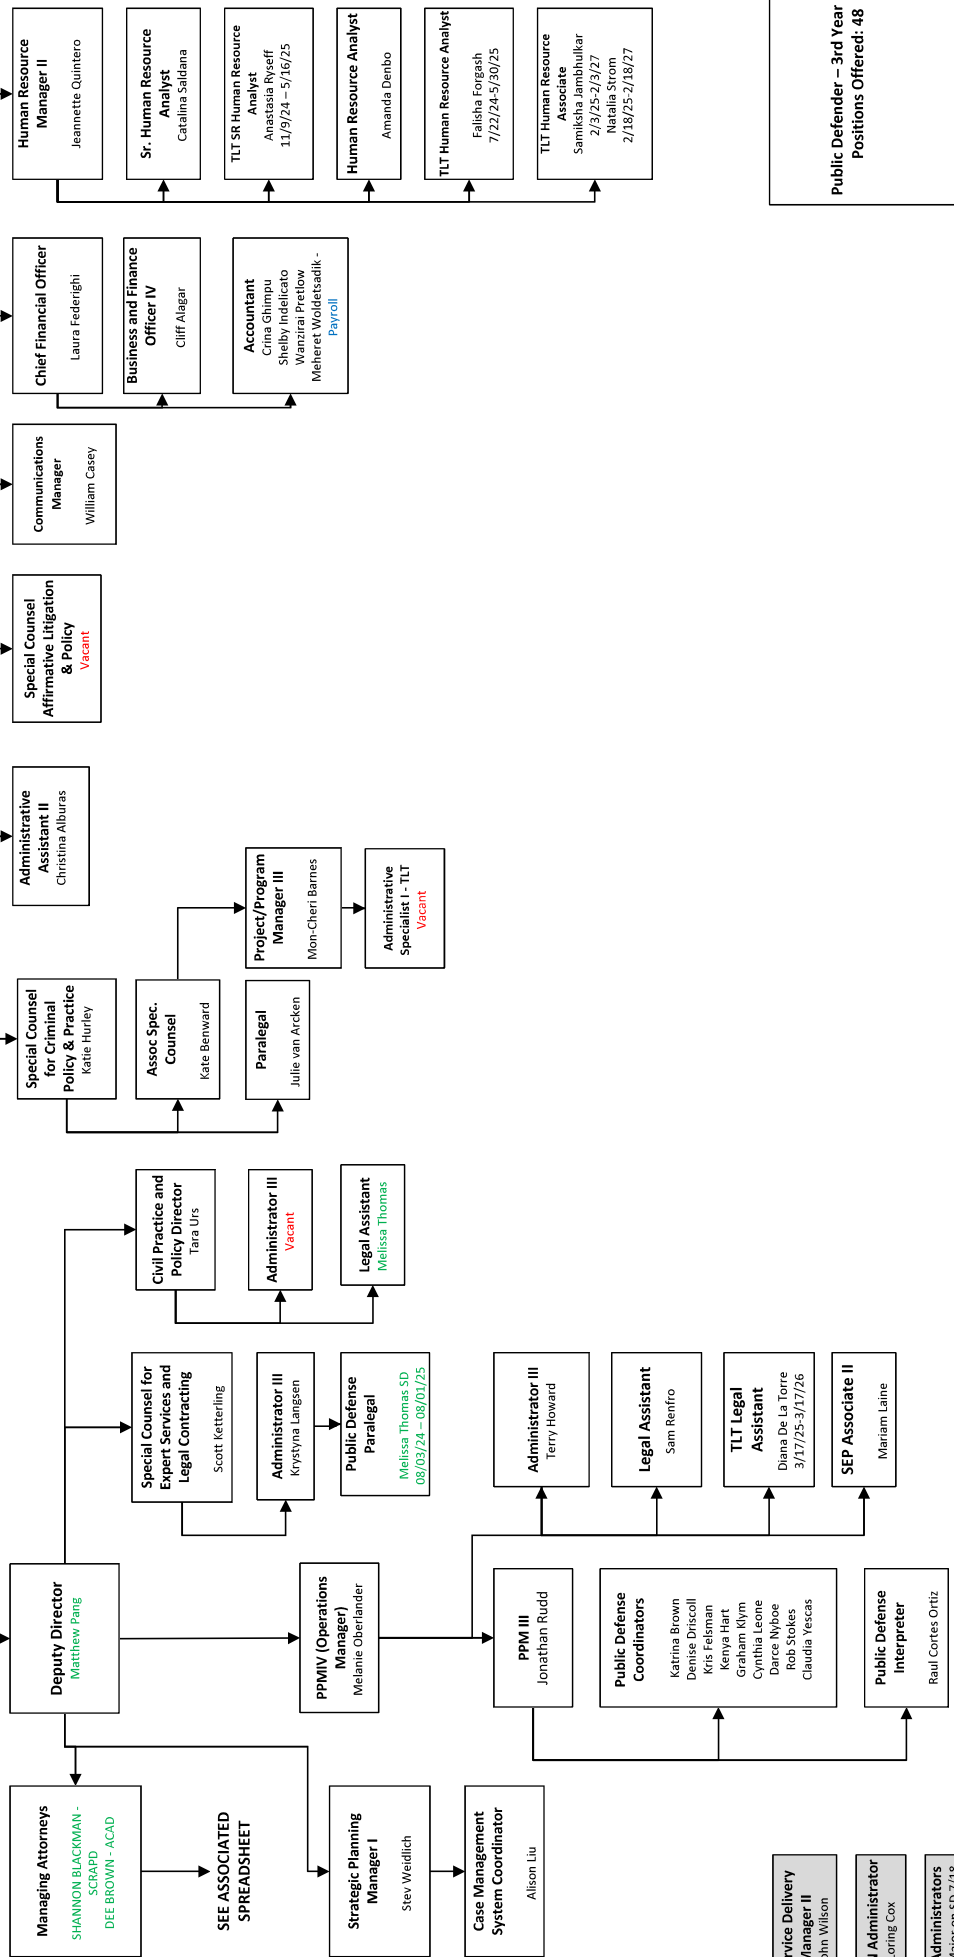 Managing Attorneys
SHANNON BLACKMAN -
SCRAPD
DEE BROWN - ACAD
SEE ASSOCIATED
SPREADSHEET
Strategic Planning
Manager I
Stev Weidlich
Case Management
System Coordinator
Alison Liu
Deputy Director
Matthew Pang
PPMIV (Operations
Manager)
Melanie Oberlander
PPM III
Jonathan Rudd
Public Defense
Coordinators
Katrina Brown
Denise Driscoll
Kris Felsman
Kenya Hart
Graham Klym
Cynthia Leone
Darce Nyboe
Rob Stokes
Claudia Yescas
Public Defense
Interpreter
Raul Cortes Ortiz
Special Counsel for
Expert Services and
Legal Contracting
Scott Ketterling
Administrator III
Krystyna Langsen
Public Defense
Paralegal
Melissa Thomas SD
08/03/24 – 08/01/25
Administrator III
Terry Howard
Legal Assistant
Sam Renfro
TLT Legal
Assistant
Diana De La Torre
3/17/25-3/17/26
SEP Associate II
Mariam Laine
Civil Practice and
Policy Director
Tara Urs
Administrator III
Vacant
Legal Assistant
Melissa Thomas
Special Counsel
for Criminal
Policy & Practice
Katie Hurley
Assoc Spec.
Counsel
Kate Benward
Paralegal
Julie van Arcken
Project/Program
Manager III
Mon-Cheri Barnes
Administrative
Specialist I - TLT
Vacant
Administrative
Assistant II
Christina Alburas
Special Counsel
Affirmative Litigation
& Policy
Vacant
Communications
Manager
William Casey
Chief Financial Officer
Laura Federighi
Business and Finance
Officer IV
Cliff Alagar
Accountant
Crina Ghimpu
Shelby Indelicato
Wanzirai Pretlow
Meheret Woldetsadik -
Payroll
Human Resource
Manager II
Jeannette Quintero
Sr. Human Resource
Analyst
Catalina Saldana
TLT SR Human Resource
Analyst
Anastasia Ryseff
11/9/24 – 5/16/25
Human Resource Analyst
Amanda Denbo
TLT Human Resource Analyst
Falisha Forgash
7/22/24-5/30/25
TLT Human Resource
Associate
Samiksha Jambhulkar
2/3/25-2/3/27
Natalia Strom
2/18/25-2/18/27
Public Defender – 3rd Year
Positions Offered: 48
Delivery
Manager II
Wilson
Administrator
Cox
Administrators
on SD 7/18